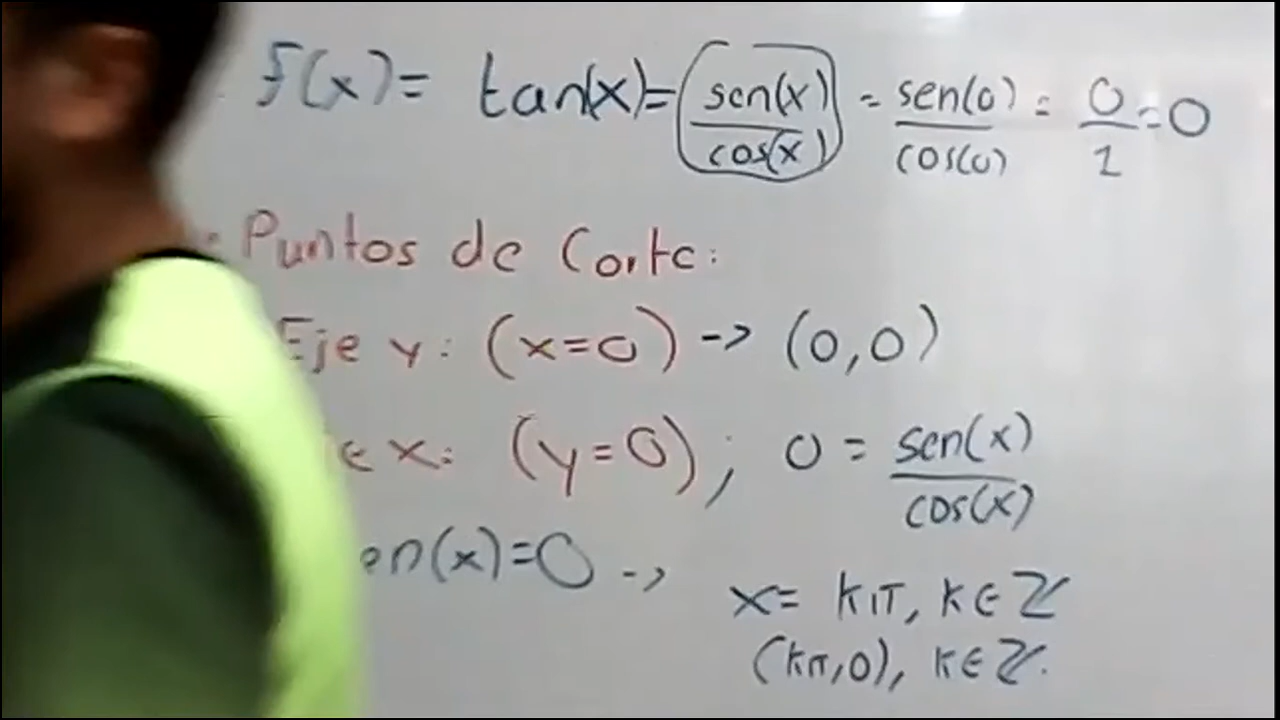 f(x) = tan(x) = sen(x)/cos(x) = sen(0)/cos(0) = 0/1 = 0
Puntos de Corte:
Eje y: (x=0) -> (0,0)
e x: (y=0); 0 = sen(x)/cos(x)
en(x)=0 ->
x= kπ, k∈ℤ
(kπ,0), k∈ℤ.